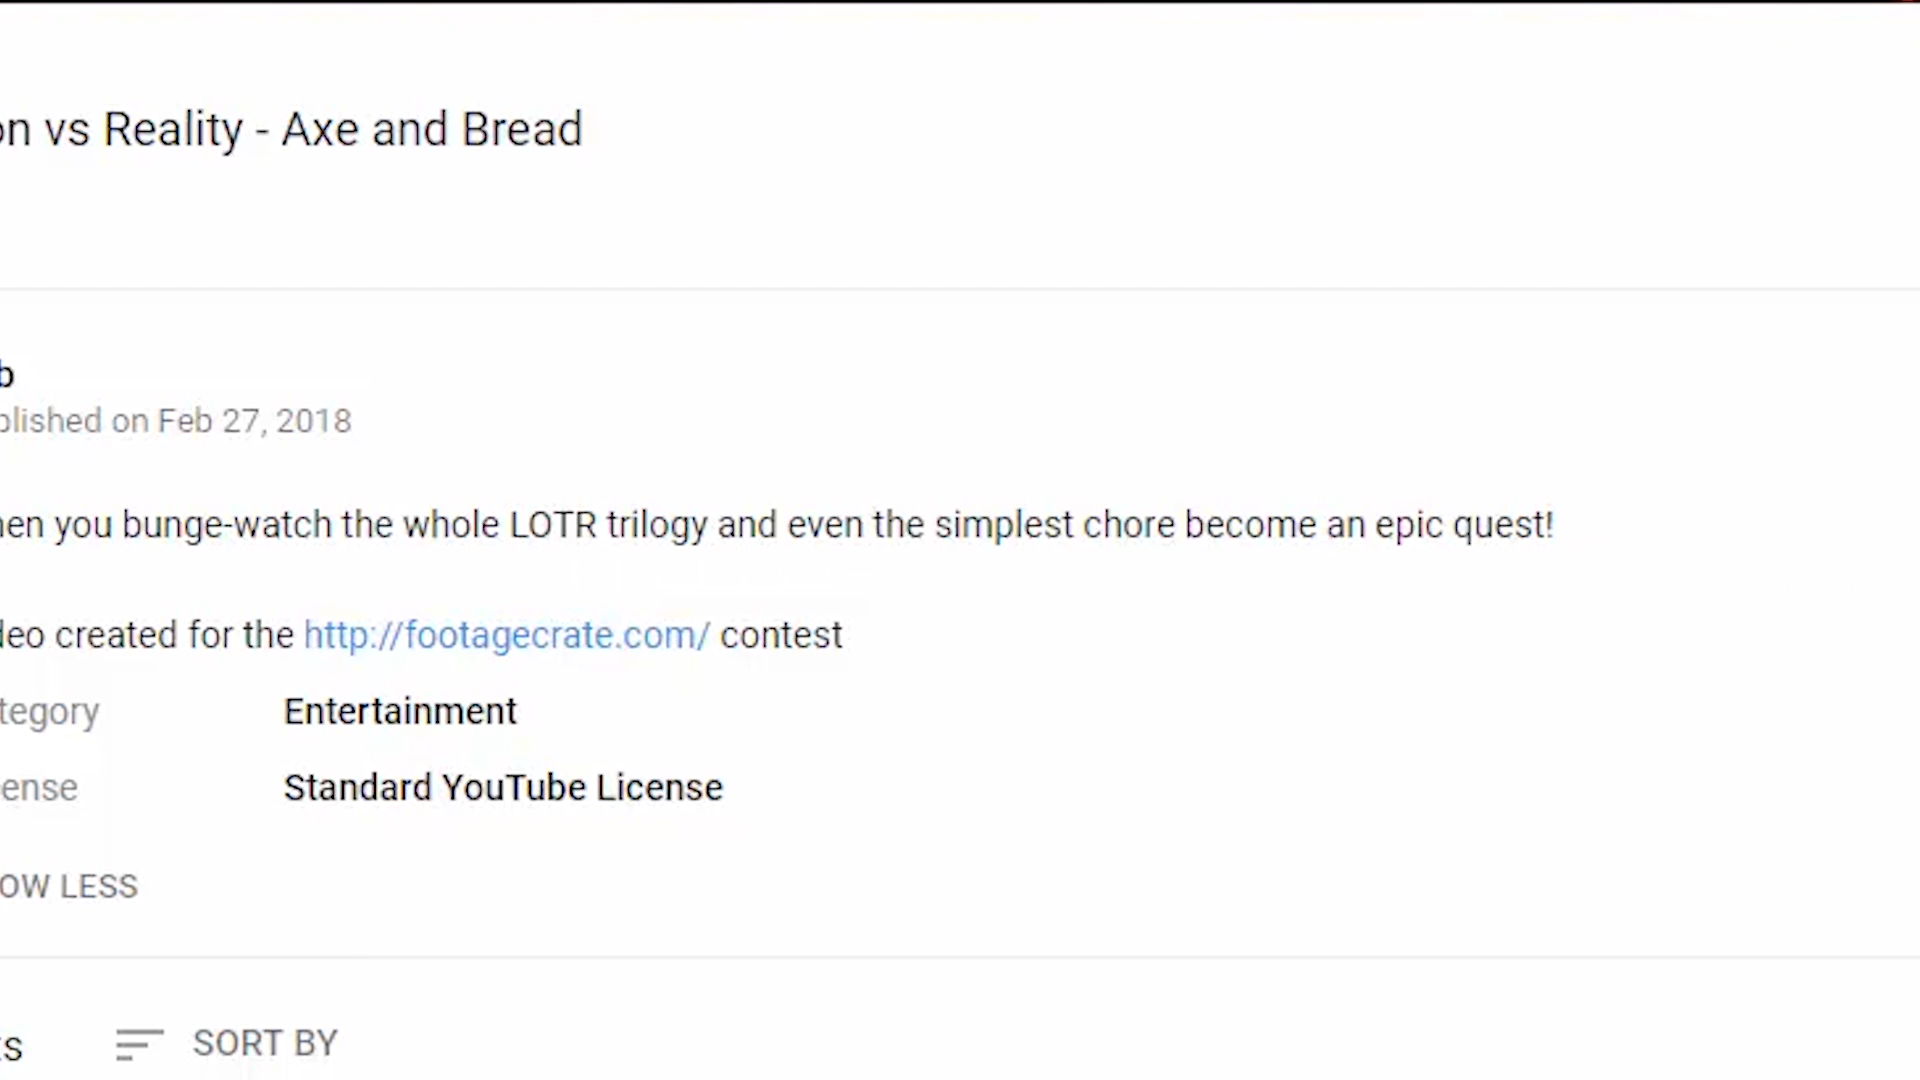 on vs Reality - Axe and Bread
b
blished on Feb 27, 2018
hen you bunge-watch the whole LOTR trilogy and even the simplest chore become an epic quest!
deo created for the http://footagecrate.com/ contest
tegory Entertainment
ense Standard YouTube License
OW LESS
ts SORT BY